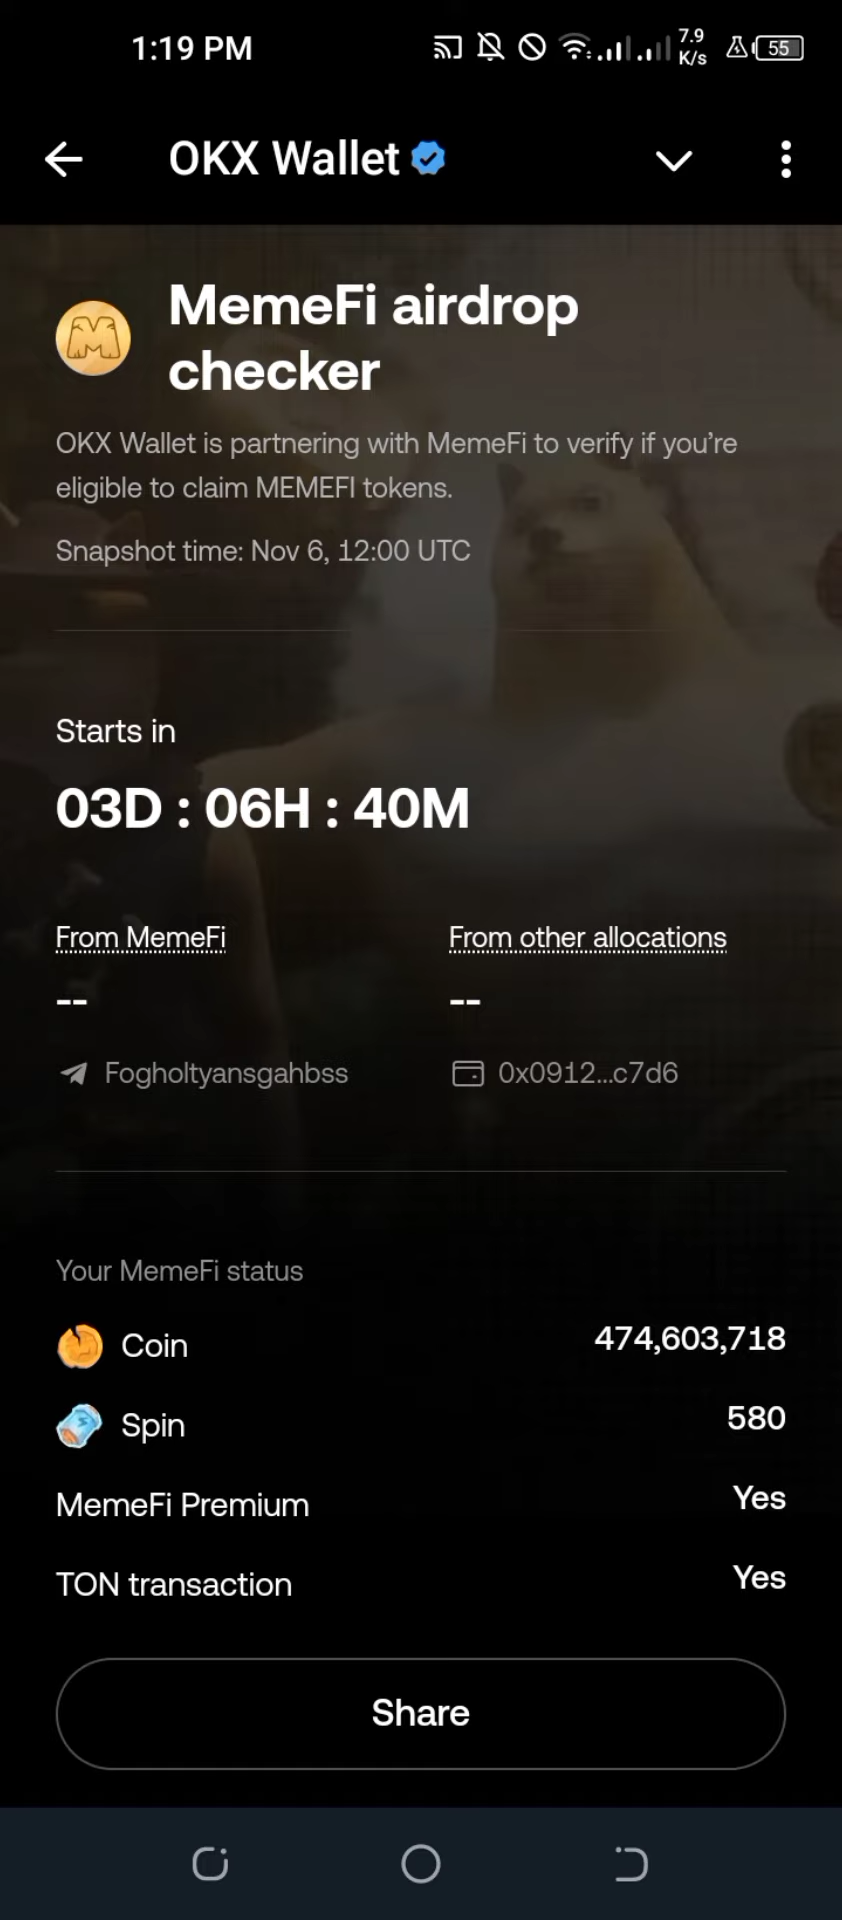 1:19 PM
7.9
K/s
55
OKX Wallet
MemeFi airdrop
checker
OKX Wallet is partnering with MemeFi to verify if you’re
eligible to claim MEMEFI tokens.
Snapshot time: Nov 6, 12:00 UTC
Starts in
03D : 06H : 40M
From MemeFi
From other allocations
--
--
Fogholtyansgahbss
0x0912...c7d6
Your MemeFi status
Coin
474,603,718
Spin
580
MemeFi Premium
Yes
TON transaction
Yes
Share